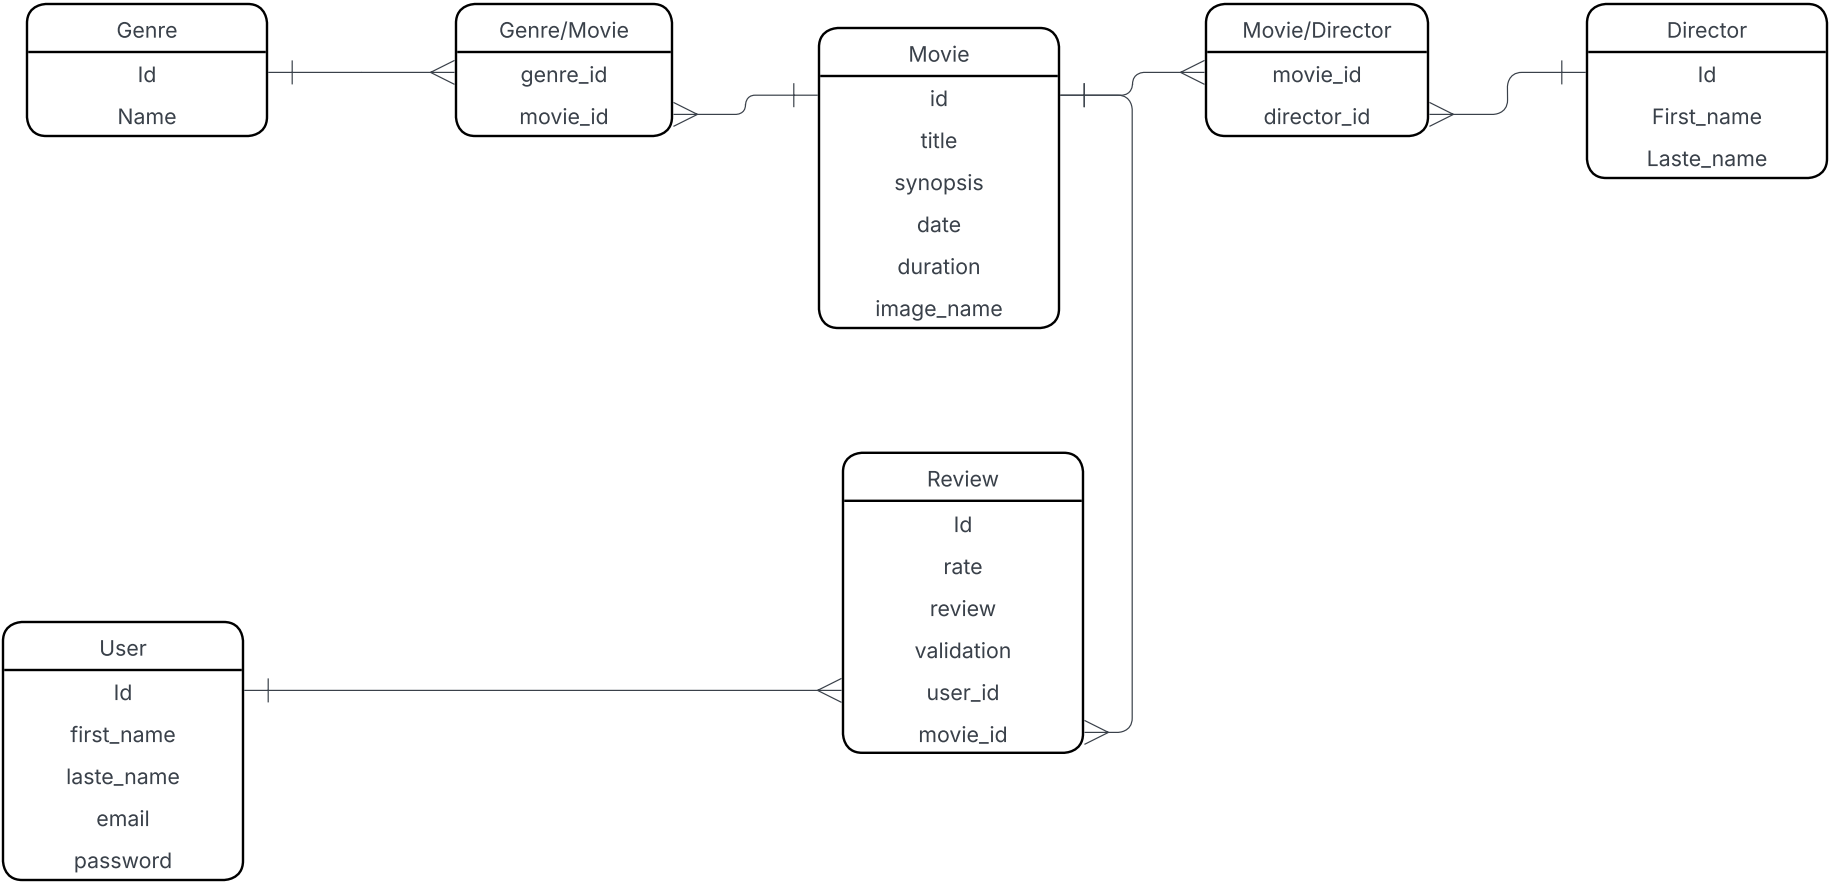 Genre
Id
Name
Genre/Movie
genre_id
movie_id
Movie
id
title
synopsis
date
duration
image_name
Movie/Director
movie_id
director_id
Director
Id
First_name
Laste_name
Review
Id
rate
review
validation
user_id
movie_id
User
Id
first_name
laste_name
email
password